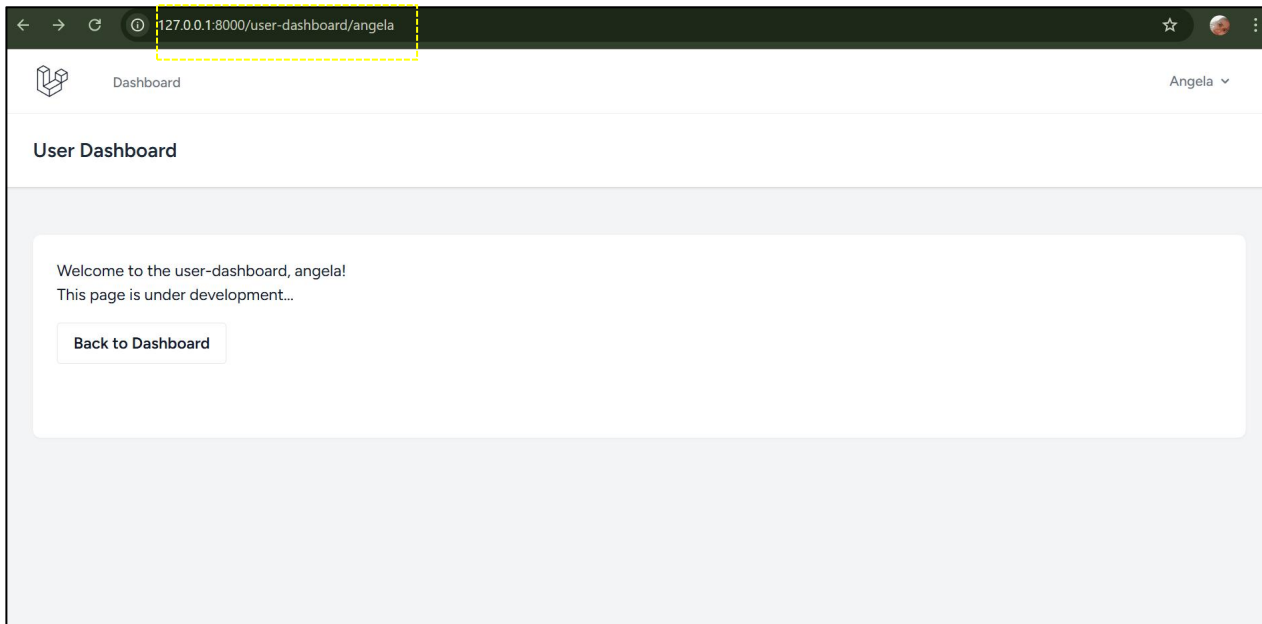 127.0.0.1:8000/user-dashboard/angela
Dashboard
Angela
User Dashboard
Welcome to the user-dashboard, angela!
This page is under development...
Back to Dashboard